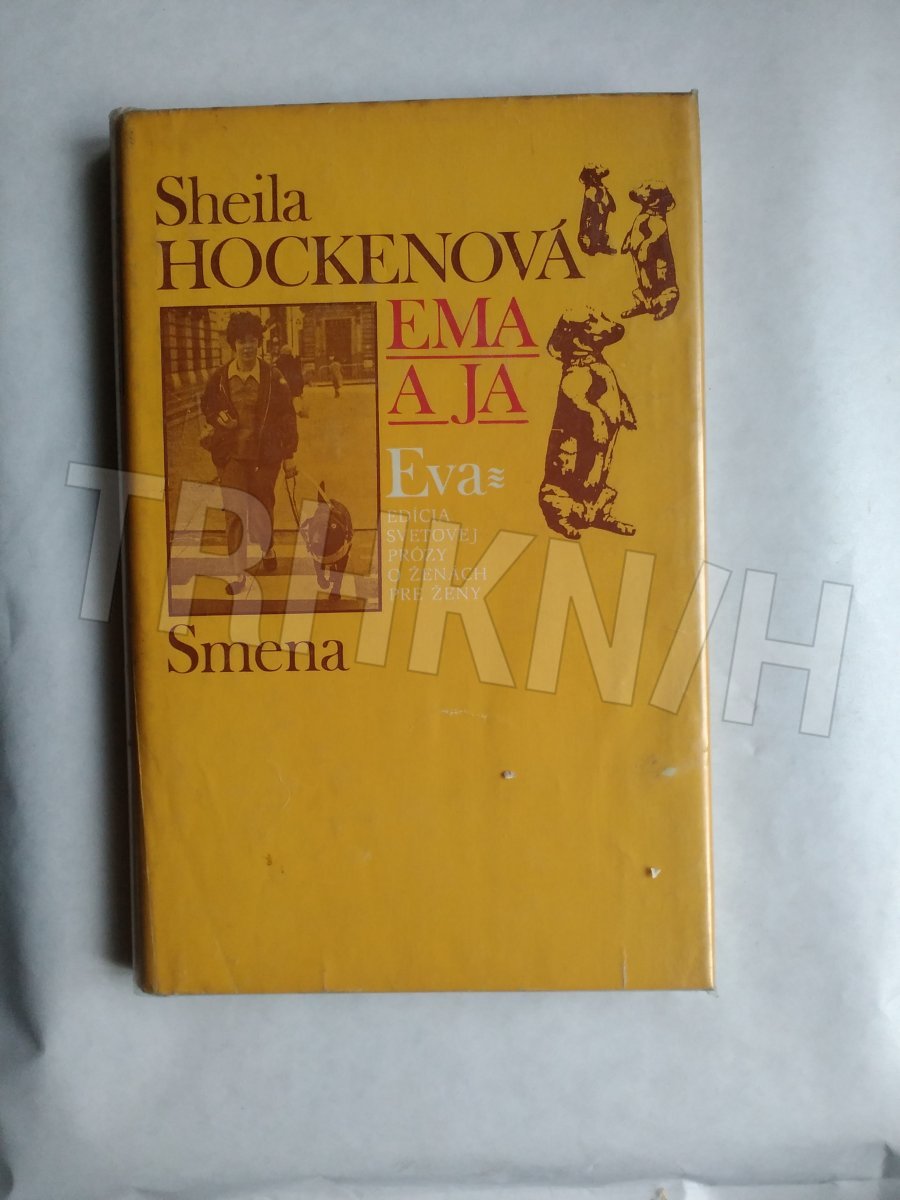 Sheila
HOCKENOVÁ
EMA
A JA
Eva
EDÍCIA
SVETOVEJ
PRÓZY
O ŽENÁCH
PRE ŽENY
Smena
TRHKNIH